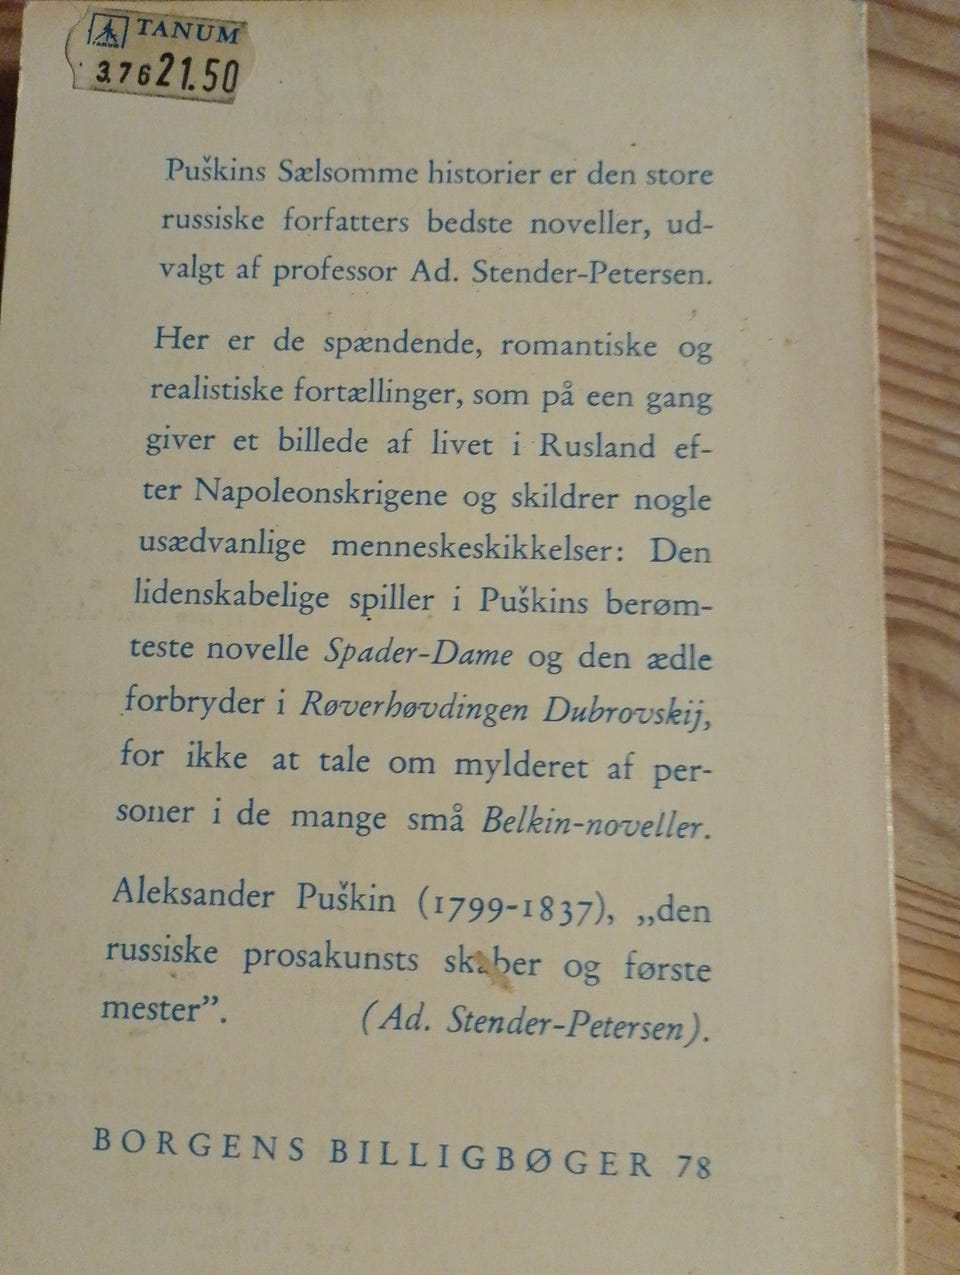 TANUM
3.76 21.50
Puškins Sælsomme historier er den store
russiske forfatters bedste noveller, ud-
valgt af professor Ad. Stender-Petersen.
Her er de spændende, romantiske og
realistiske fortællinger, som på een gang
giver et billede af livet i Rusland ef-
ter Napoleonskrigene og skildrer nogle
usædvanlige menneskeskikkelser: Den
lidenskabelige spiller i Puškins berøm-
teste novelle Spader-Dame og den ædle
forbryder i Røverhøvdingen Dubrovskij,
for ikke at tale om mylderet af per-
soner i de mange små Belkin-noveller.
Aleksander Puškin (1799-1837), „den
russiske prosakunsts skaber og første
mester”. (Ad. Stender-Petersen).
BORGENS BILLIGBØGER 78